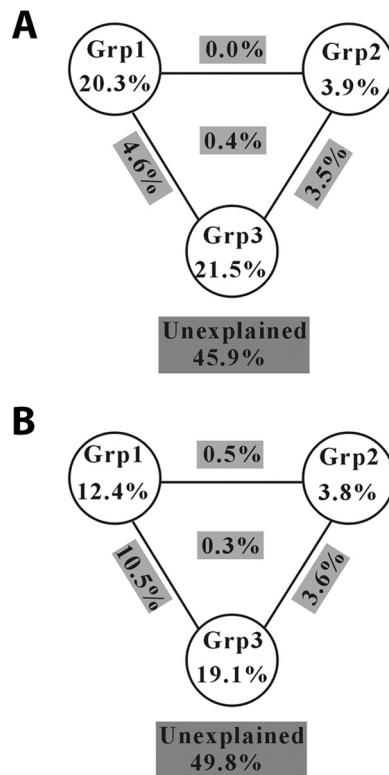 A
Grp1
20.3%
0.0%
Grp2
3.9%
4.6%
0.4%
3.5%
Grp3
21.5%
Unexplained
45.9%
B
Grp1
12.4%
0.5%
Grp2
3.8%
10.5%
0.3%
3.6%
Grp3
19.1%
Unexplained
49.8%